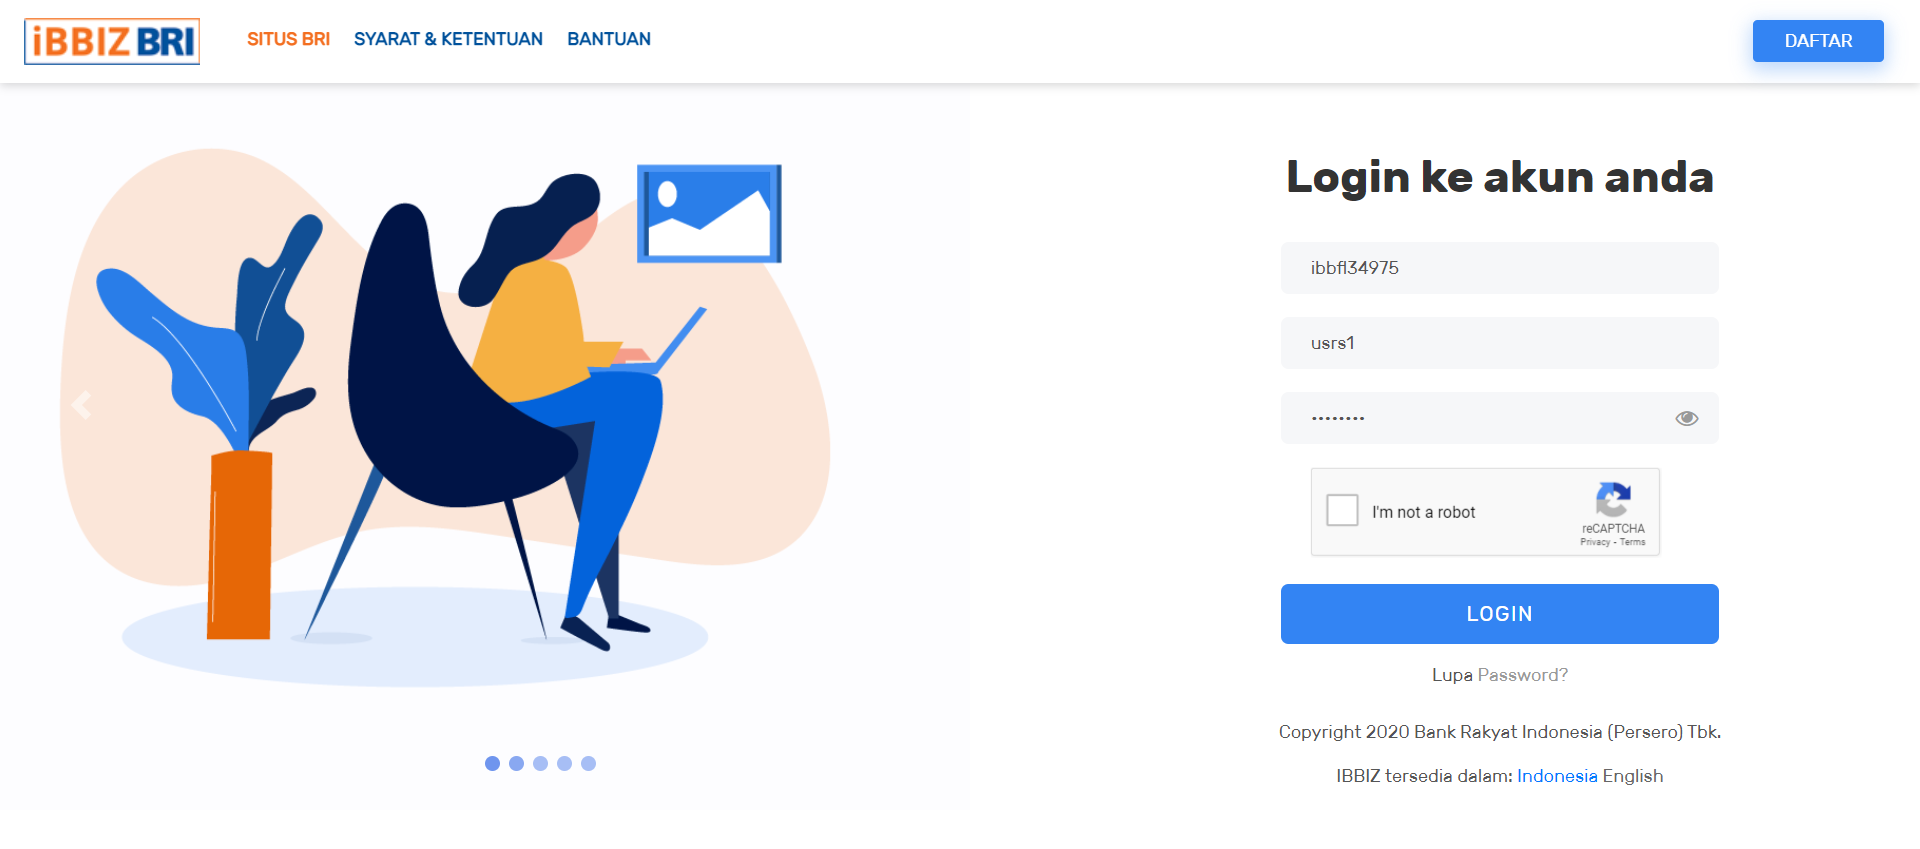 iBBIZ BRI
SITUS BRI
SYARAT & KETENTUAN
BANTUAN
DAFTAR
Login ke akun anda
ibbfl34975
usrs1
••••••••
I'm not a robot
reCAPTCHA
Privacy - Terms
LOGIN
Lupa Password?
Copyright 2020 Bank Rakyat Indonesia (Persero) Tbk.
IBBIZ tersedia dalam: Indonesia English